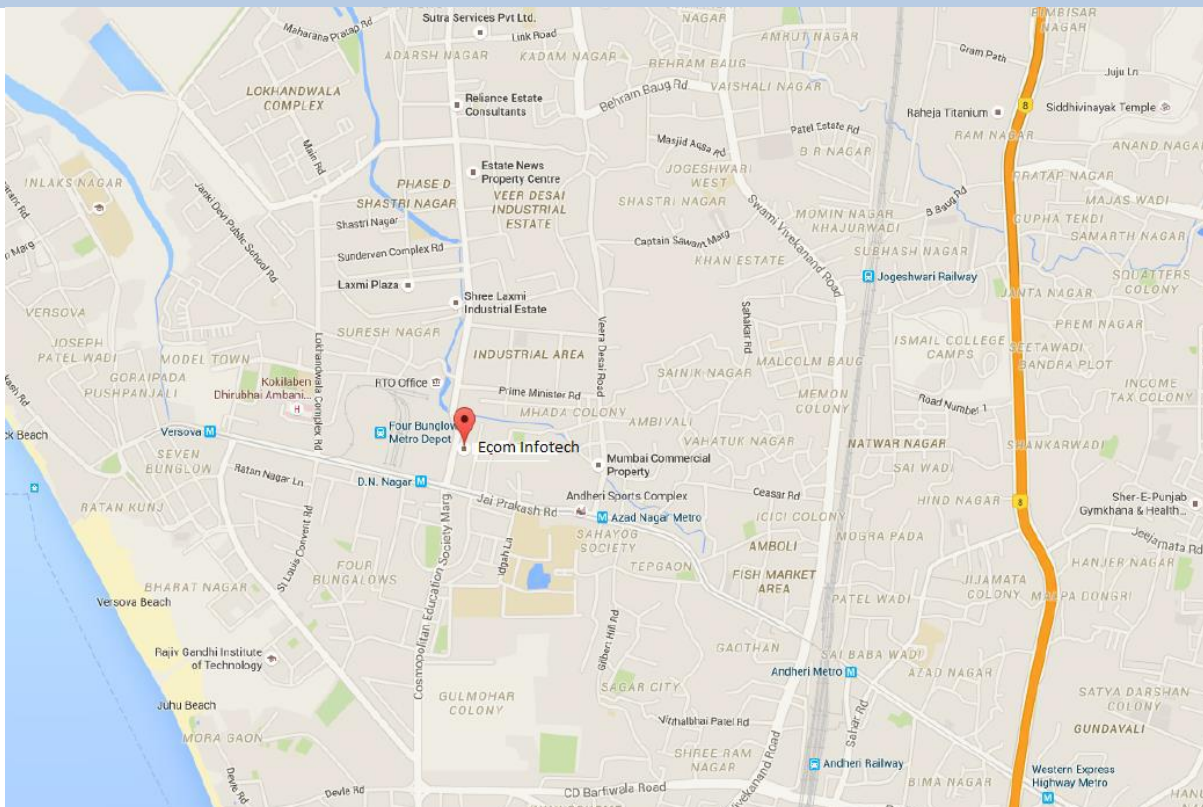 Sutra Services Pvt Ltd.
Link Road
Maharana Pratap Rd
ADARSH NAGAR
KADAM NAGAR
NAGAR
BEHRAM BAUG
AMRUT NAGAR
BIMBISAR
NAGAR
Gram Path
Juju Ln
LOKHANDWALA
COMPLEX
Reliance Estate
Consultants
Behram Baug Rd
VAISHALI NAGAR
Raheja Titanium
8
Siddhivinayak Temple
RAM NAGAR
ANAND NAGAR
Patel Estate Rd
B R NAGAR
Masjid Aqsa Rd
Main Rd
Estate News
Property Centre
JOGESHWARI
WEST
PRATAP NAGAR
INLAKS NAGAR
PHASE D
SHASTRI NAGAR
VEER DESAI
INDUSTRIAL
ESTATE
SHASTRI NAGAR
MAJAS WADI
Janki Devi Public School Rd
Shastri Nagar
Swami Vivekanand Road
MOMIN NAGAR
KHAJURWADI
B.Baug Rd
GUPHA TEKDI
SAMARTH NAGAR
Marg
Sunderven Complex Rd
Captain Sawant Marg
KHAN ESTATE
SUBHASH NAGAR
Laxmi Plaza
Jogeshwari Railway
SQUATTERS
COLONY
Shree Laxmi
Industrial Estate
JANTA NAGAR
VERSOVA
SURESH NAGAR
Veera Desai Road
Sahakar Rd
PREM NAGAR
JOSEPH
PATEL WADI
MODEL TOWN
Lokhandwala Complex Rd
INDUSTRIAL AREA
MALCOLM BAUG
ISMAIL COLLEGE
CAMPS
SEETAWADI
BANDRA PLOT
GORAIPADA
PUSHPANJALI
Kokilaben
Dhirubhai Ambani...
RTO Office
Prime Minister Rd
SAINIK NAGAR
MEMON
COLONY
INCOME
TAX COLONY
Road Number 1
MHADA COLONY
AMBIVALI
Beach
Versova
Four Bunglow
Metro Depot
Ecom Infotech
VAHATUK NAGAR
NATWAR NAGAR
SHANKARWADI
SEVEN
BUNGLOW
Mumbai Commercial
Property
SAI WADI
Ratan Nagar Ln
D.N. Nagar
Jai Prakash Rd
Andheri Sports Complex
Ceasar Rd
HIND NAGAR
8
Sher-E-Punjab
Gymkhana & Health...
RATAN KUNJ
Azad Nagar Metro
ICICI COLONY
St Louis Convent Rd
Cosmopolitan Education Society Marg
Idgah Ln
SAHAYOG
SOCIETY
AMBOLI
MOGRA PADA
Jeejamata Rd
BHARAT NAGAR
FOUR
BUNGALOWS
TEPGAON
FISH MARKET
AREA
JIJAMATA
COLONY
HANJER NAGAR
MALPA DONGRI
Versova Beach
PATEL WADI
Gilbert Hill Rd
Rajiv Gandhi Institute
of Technology
GAOTHAN
SAI BABA WADI
Andheri Metro
AZAD NAGAR
GULMOHAR
COLONY
SAGAR CITY
SATYA DARSHAN
COLONY
Juhu Beach
Sahar Rd
Vithalbhai Patel Rd
GUNDAVALI
MORA GAON
SHREE RAM
NAGAR
Vivekanand Road
Andheri Railway
Western Express
Highway Metro
BIMA NAGAR
Devle Rd
Devle Rd
CD Barfiwala Road